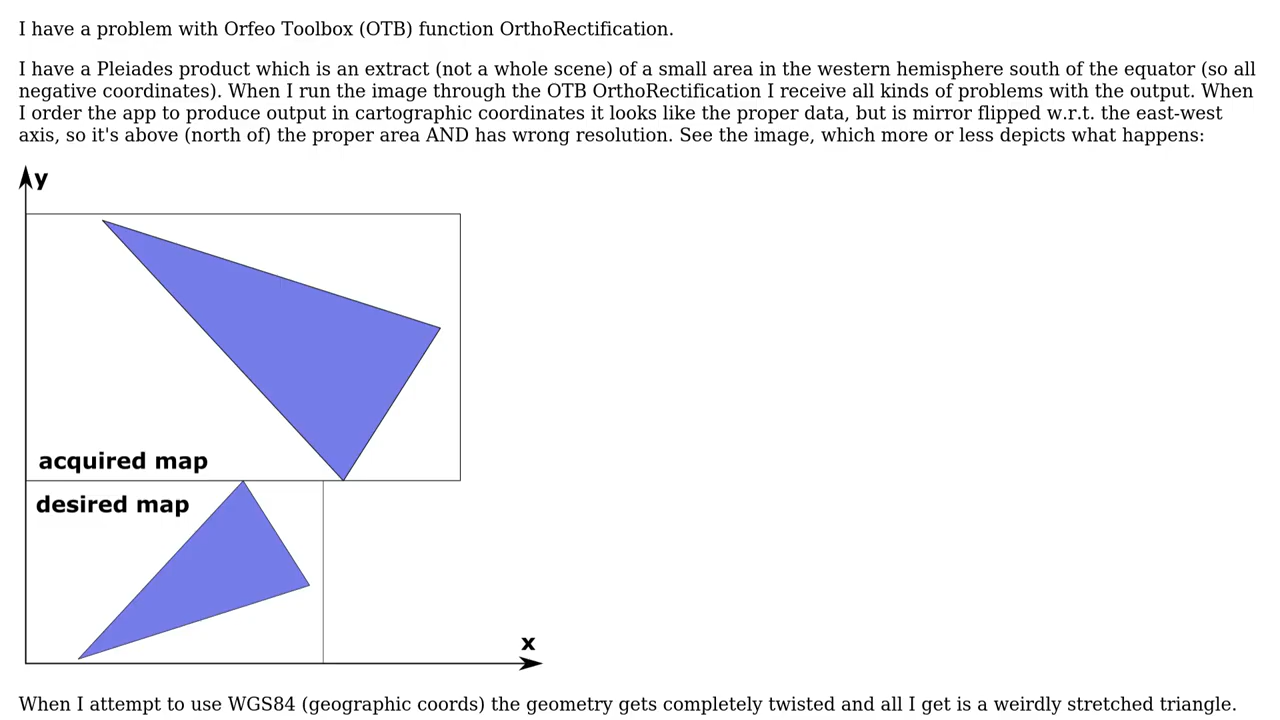 I have a problem with Orfeo Toolbox (OTB) function OrthoRectification.
I have a Pleiades product which is an extract (not a whole scene) of a small area in the western hemisphere south of the equator (so all
negative coordinates). When I run the image through the OTB OrthoRectification I receive all kinds of problems with the output. When
I order the app to produce output in cartographic coordinates it looks like the proper data, but is mirror flipped w.r.t. the east-west
axis, so it's above (north of) the proper area AND has wrong resolution. See the image, which more or less depicts what happens:
y
acquired map
desired map
x
When I attempt to use WGS84 (geographic coords) the geometry gets completely twisted and all I get is a weirdly stretched triangle.